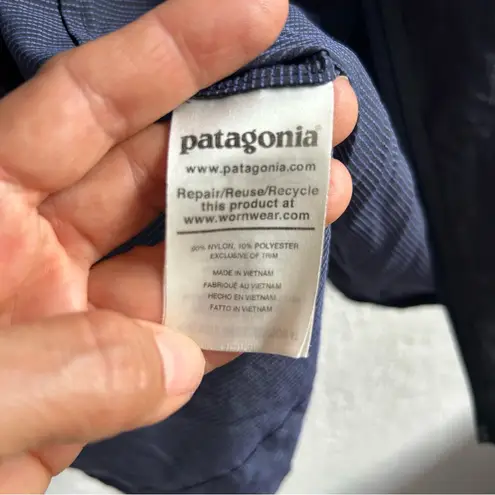 patagonia®
www.patagonia.com
Repair/Reuse/Recycle
this product at
www.wornwear.com
90% NYLON, 10% POLYESTER
EXCLUSIVE OF TRIM
MADE IN VIETNAM
FABRIQUÉ AU VIETNAM
HECHO EN VIETNAM
FATTO IN VIETNAM